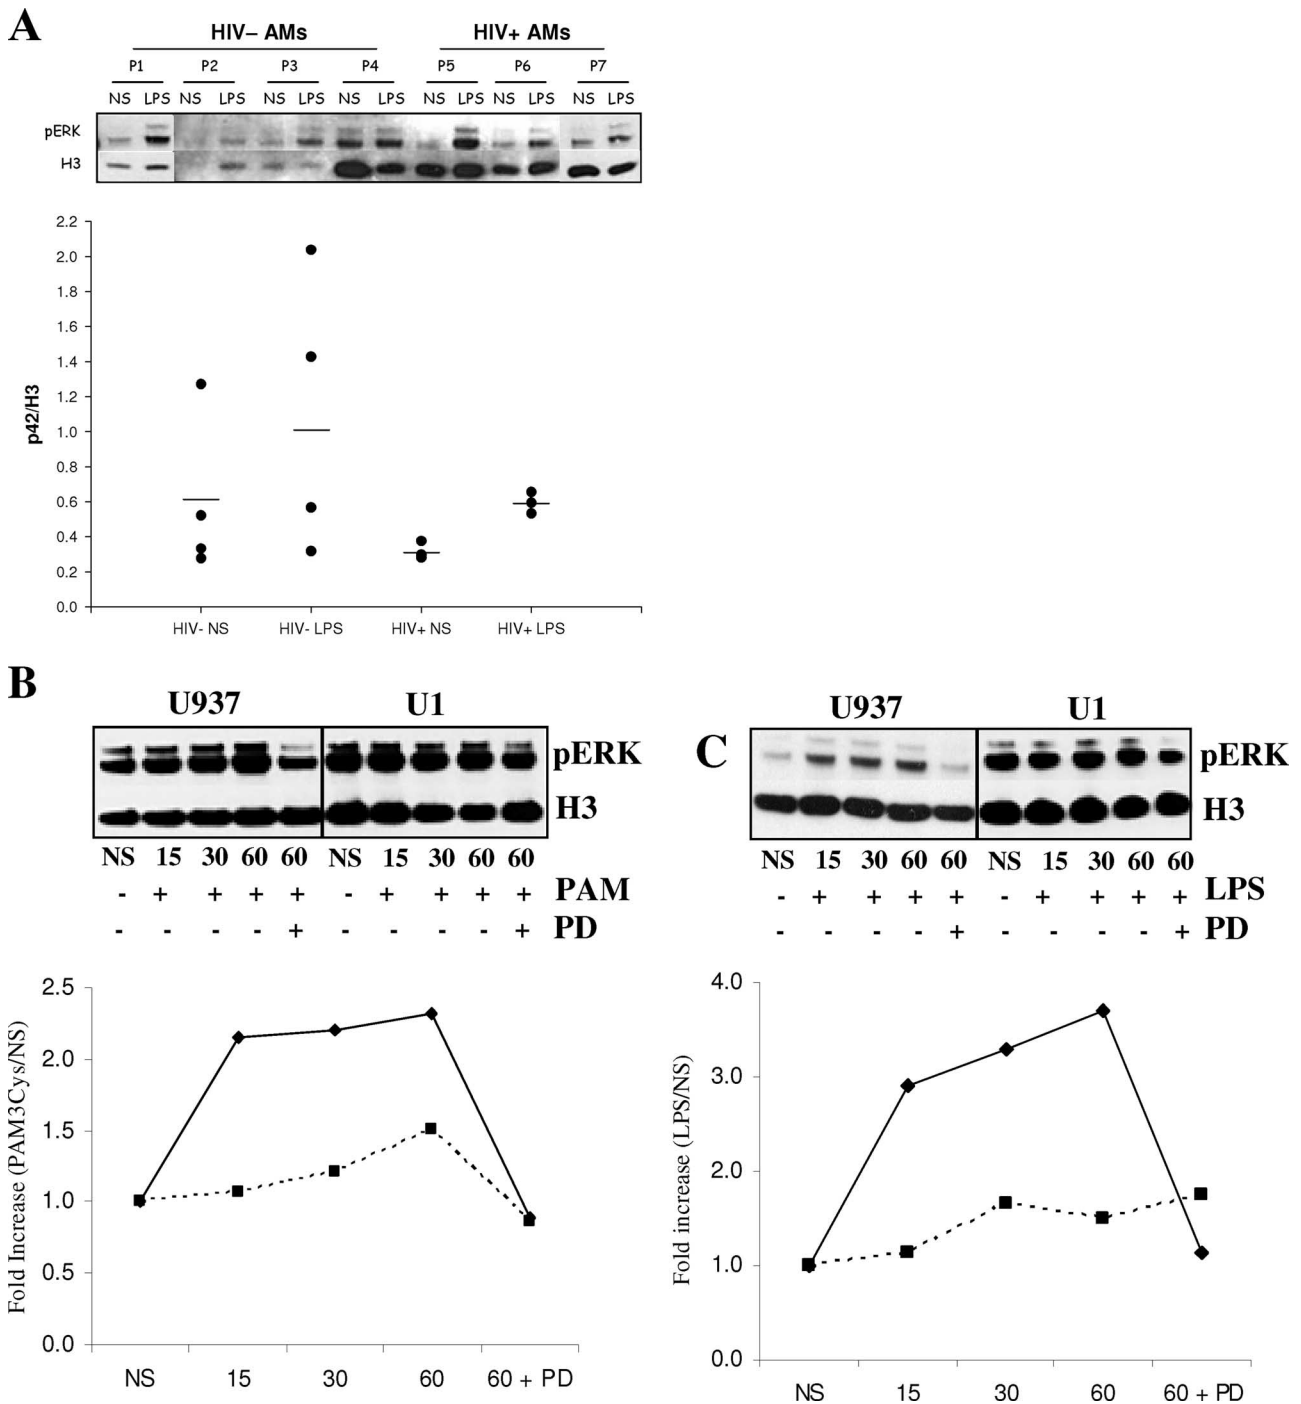 A
HIV– AMs HIV+ AMs
P1 P2 P3 P4 P5 P6 P7
NS LPS NS LPS NS LPS NS LPS NS LPS NS LPS NS LPS
pERK
H3
2.2
2.0
1.8
1.6
1.4
1.2
1.0
0.8
0.6
0.4
0.2
0.0
p42/H3
HIV- NS HIV- LPS HIV+ NS HIV+ LPS
B
U937 U1
pERK
H3
NS 15 30 60 60 NS 15 30 60 60
- + + + + - + + + + PAM
- - - - + - - - - + PD
2.5
2.0
1.5
1.0
0.5
0.0
Fold Increase (PAM3Cys/NS)
NS 15 30 60 60 + PD
C
U937 U1
pERK
H3
NS 15 30 60 60 NS 15 30 60 60
- + + + + - + + + + LPS
- - - - + - - - - + PD
4.0
3.0
2.0
1.0
0.0
Fold increase (LPS/NS)
NS 15 30 60 60 + PD